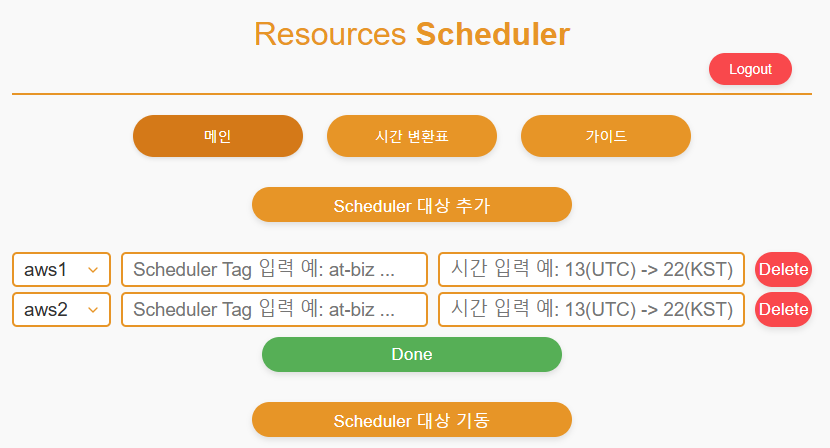 Resources Scheduler
Logout
메인 시간 변환표 가이드
Scheduler 대상 추가
aws1 Scheduler Tag 입력 예: at-biz ... 시간 입력 예: 13(UTC) -> 22(KST) Delete
aws2 Scheduler Tag 입력 예: at-biz ... 시간 입력 예: 13(UTC) -> 22(KST) Delete
Done
Scheduler 대상 기동